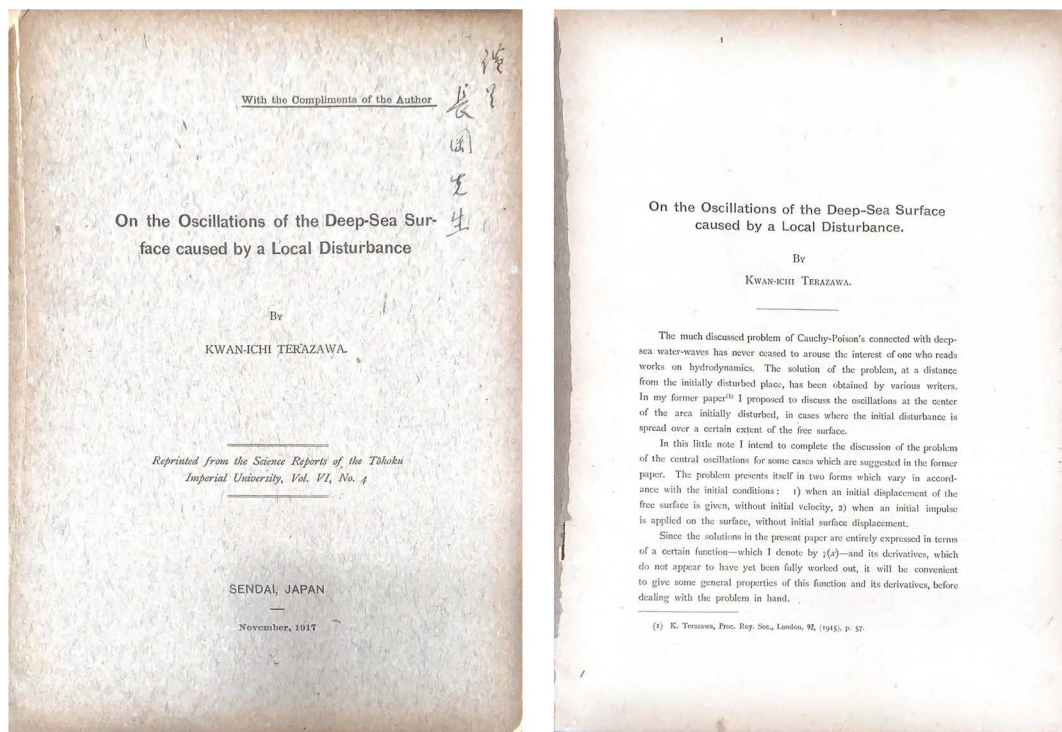 With the Compliments of the Author
長岡先生
On the Oscillations of the Deep-Sea Sur-
face caused by a Local Disturbance
By
KWAN-ICHI TERAZAWA.
Reprinted from the Science Reports of the Tôhoku
Imperial University, Vol. VI, No. 4
SENDAI, JAPAN
November, 1917
On the Oscillations of the Deep-Sea Surface
caused by a Local Disturbance.
By
KWAN-ICHI TERAZAWA.
The much discussed problem of Cauchy-Poison's connected with deep-
sea water-waves has never ceased to arouse the interest of one who reads
works on hydrodynamics. The solution of the problem, at a distance
from the initially disturbed place, has been obtained by various writers.
In my former paper(1) I proposed to discuss the oscillations at the center
of the area initially disturbed, in cases where the initial disturbance is
spread over a certain extent of the free surface.
In this little note I intend to complete the discussion of the problem
of the central oscillations for some cases which are suggested in the former
paper. The problem presents itself in two forms which vary in accord-
ance with the initial conditions: 1) when an initial displacement of the
free surface is given, without initial velocity, 2) when an initial impulse
is applied on the surface, without initial surface displacement.
Since the solutions in the present paper are entirely expressed in terms
of a certain function—which I denote by γ(x)—and its derivatives, which
do not appear to have yet been fully worked out, it will be convenient
to give some general properties of this function and its derivatives, before
dealing with the problem in hand.
(1) K. Terazawa, Proc. Roy. Soc., London, 92, (1915), p. 57.